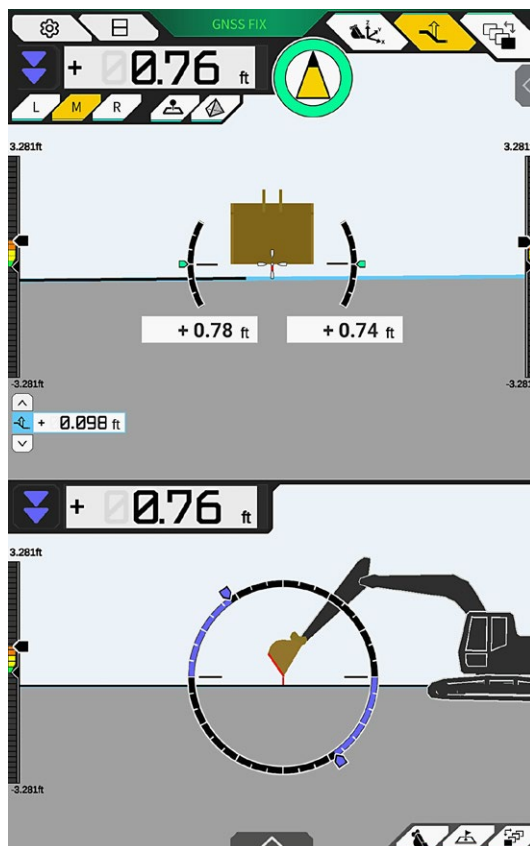 GNSS FIX
+ 0.76 ft
L M R
3.281ft 3.281
+ 0.78 ft + 0.74 ft
-3.281ft -3.28
+ 0.098 ft
+ 0.76 ft
3.281ft
-3.281ft